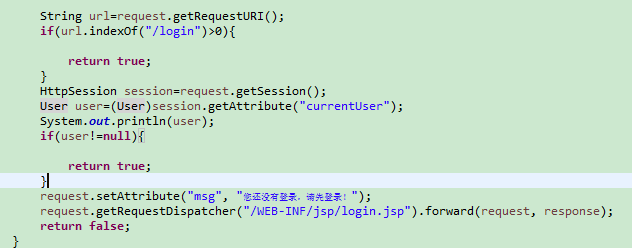 String url=request.getRequestURI();
if(url.indexOf("/login")>0){
return true;
}
HttpSession session=request.getSession();
User user=(User)session.getAttribute("currentUser");
System.out.println(user);
if(user!=null){
return true;
}
request.setAttribute("msg", "您还没有登录，请先登录！");
request.getRequestDispatcher("/WEB-INF/jsp/login.jsp").forward(request, response);
return false;
}